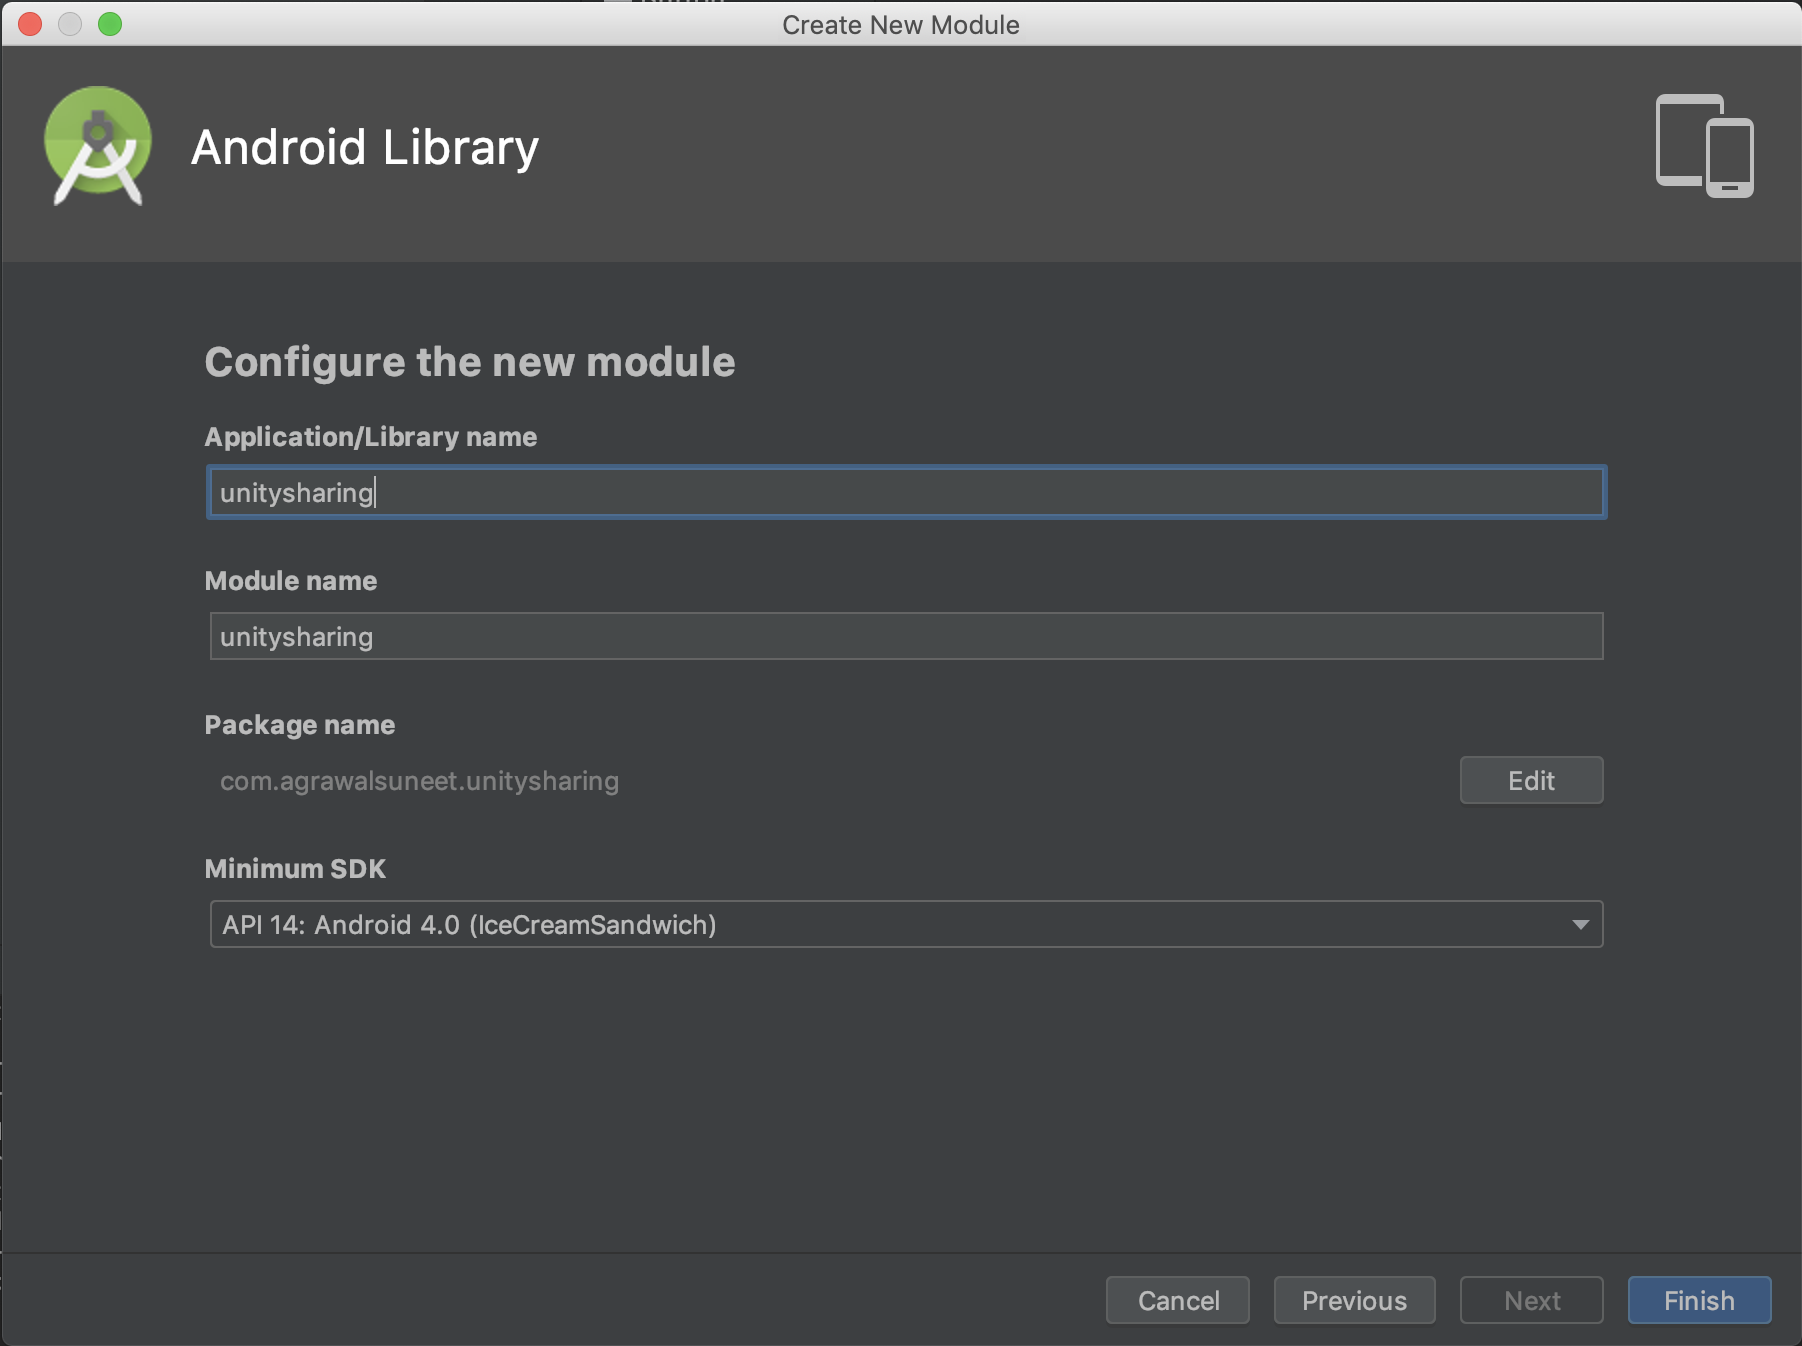 Create New Module
Android Library
Configure the new module
Application/Library name
unitysharing
Module name
unitysharing
Package name
com.agrawalsuneet.unitysharing
Edit
Minimum SDK
API 14: Android 4.0 (IceCreamSandwich)
Cancel Previous Next Finish